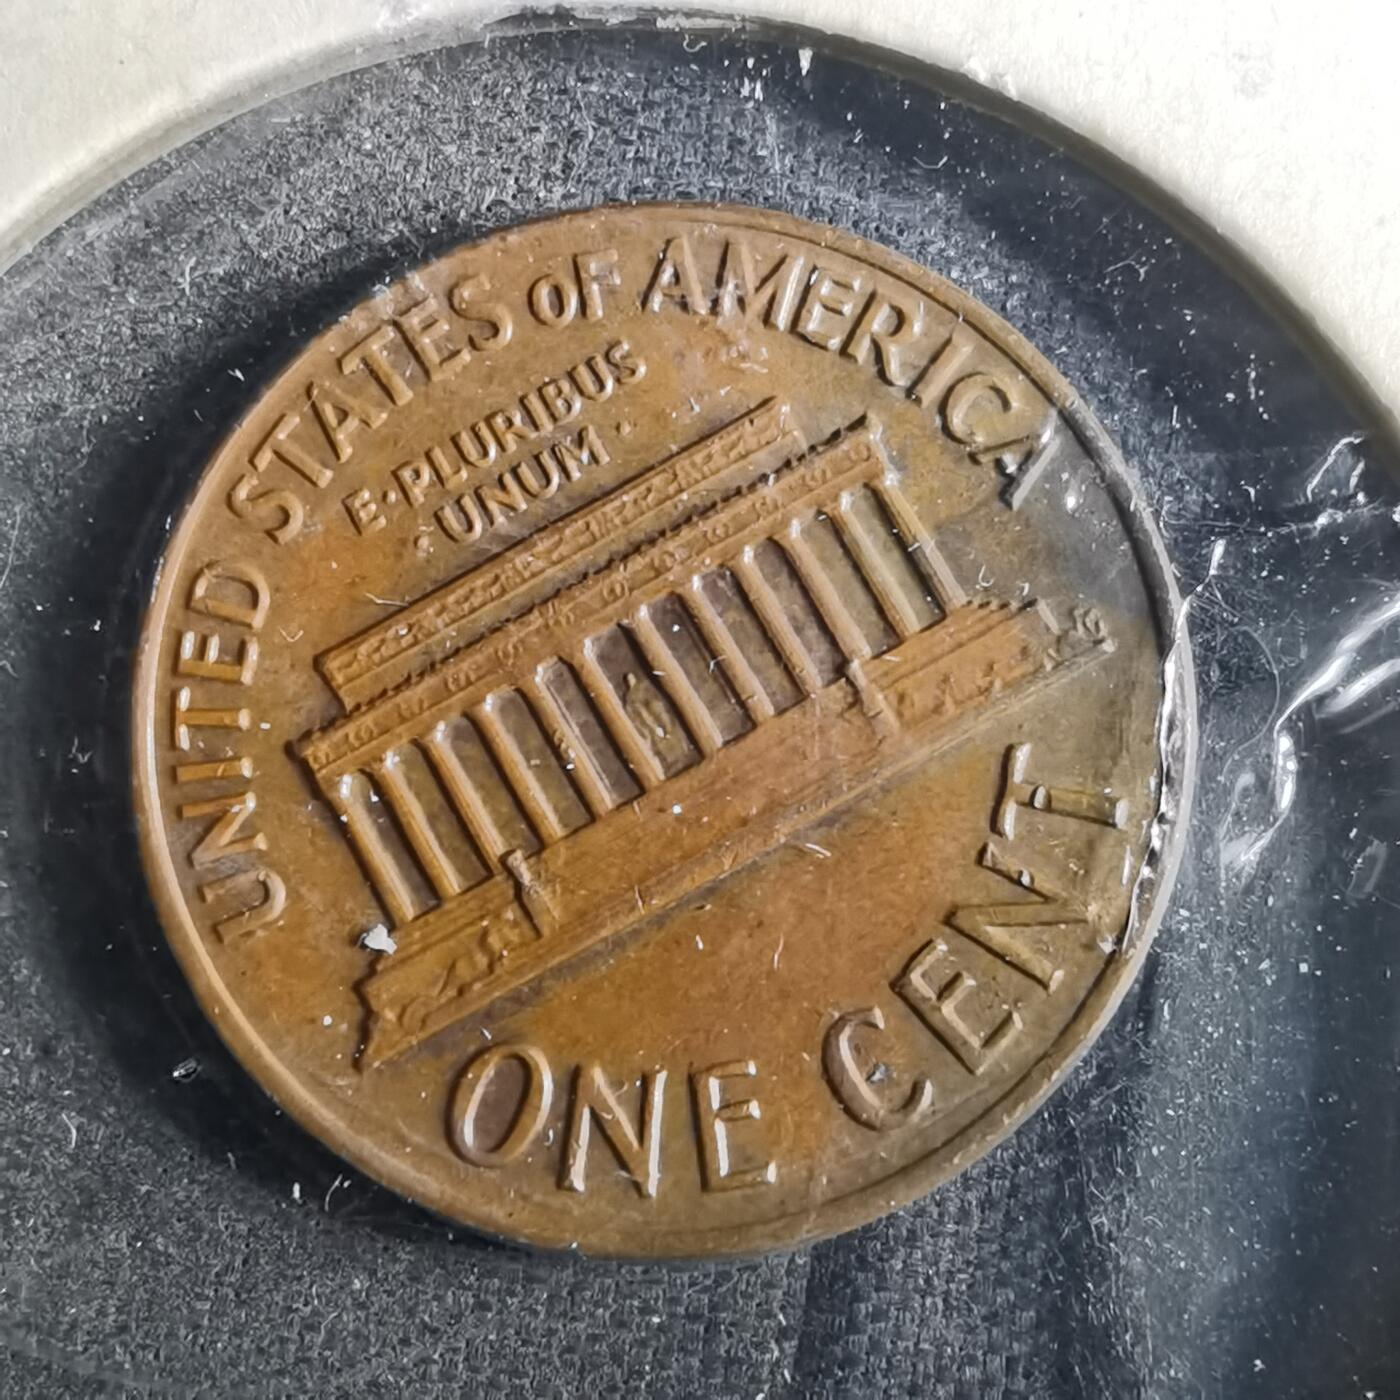 UNITED STATES OF AMERICA
E·PLURIBUS
·UNUM·
ONE CENT